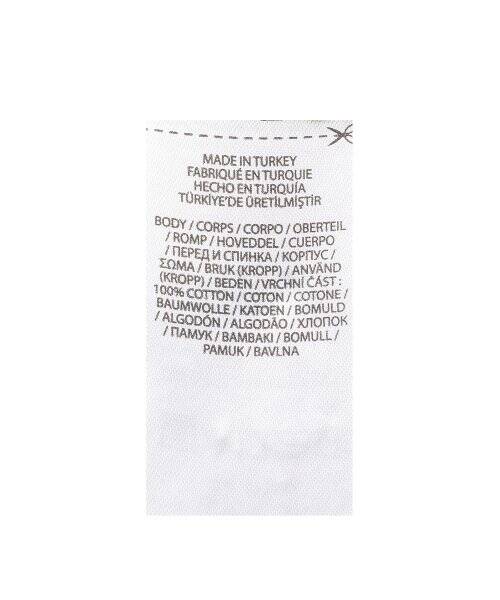 MADE IN TURKEY
FABRIQUÉ EN TURQUIE
HECHO EN TURQUÍA
TÜRKİYE'DE ÜRETİLMİŞTİR
BODY / CORPS / CORPO / OBERTEIL
/ ROMP / HOVEDDEL / CUERPO
/ ПЕРЕД И СПИНКА / КОРПУС /
ΣΩΜΑ / BRUK (KROPP) / ANVÄND
(KROPP) / BEDEN / VRCHNÍ ČÁST :
100% COTTON / COTON / COTONE /
BAUMWOLLE / KATOEN / BOMULD
/ ALGODÓN / ALGODÃO / ХЛОПОК
/ ПАМУК / BAMBAKI / BOMULL /
PAMUK / BAVLNA